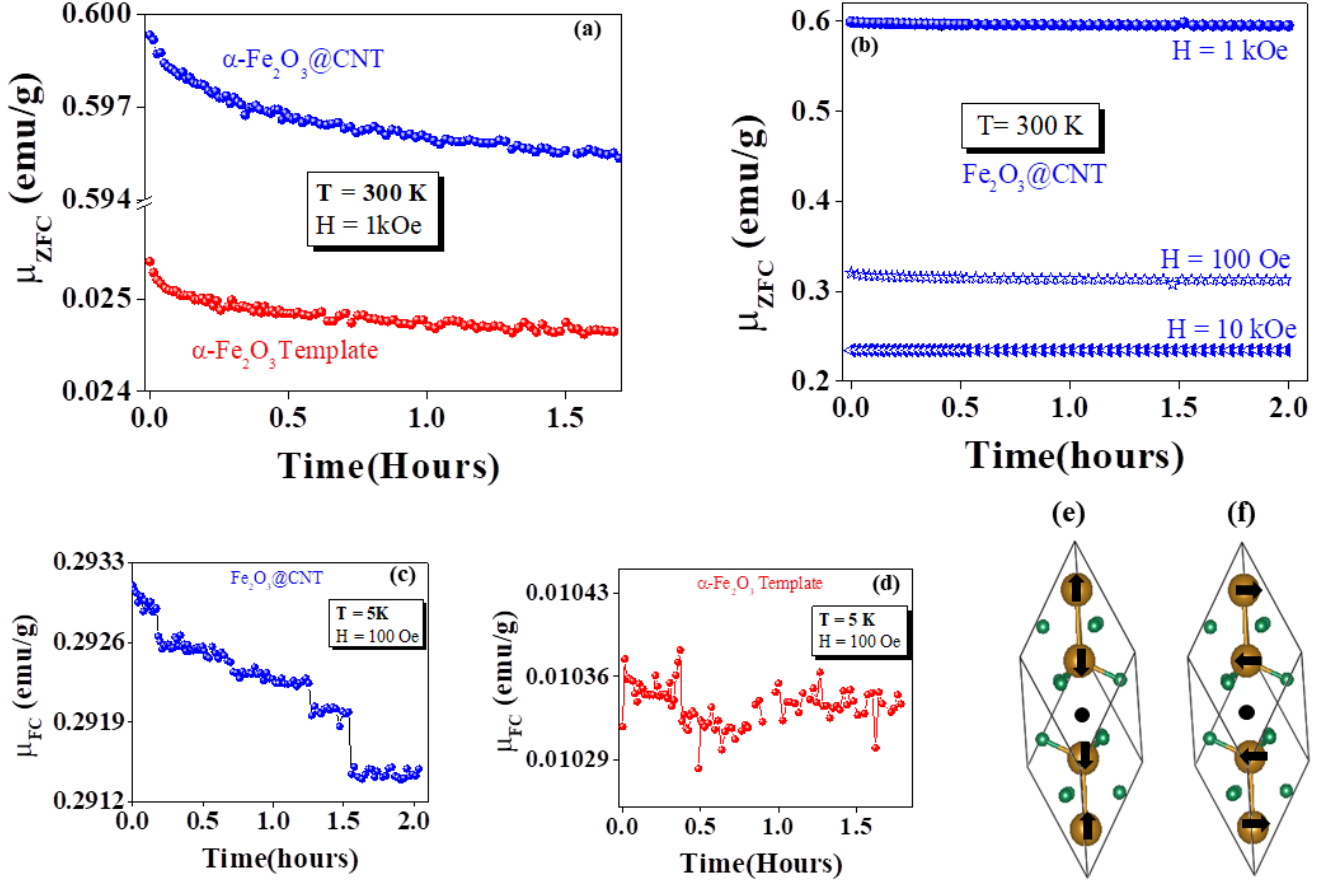 (a)
0.600
0.597
0.594
0.025
0.024
μZFC (emu/g)
α-Fe2O3@CNT
T = 300 K
H = 1kOe
α-Fe2O3 Template
0.0 0.5 1.0 1.5
Time(Hours)
(b)
0.6
0.5
0.4
0.3
0.2
μZFC (emu/g)
H = 1 kOe
T= 300 K
Fe2O3@CNT
H = 100 Oe
H = 10 kOe
0.0 0.5 1.0 1.5 2.0
Time(hours)
(c)
0.2933
0.2926
0.2919
0.2912
μFC (emu/g)
Fe2O3@CNT
T = 5K
H = 100 Oe
0.0 0.5 1.0 1.5 2.0
Time(hours)
(d)
0.01043
0.01036
0.01029
μFC (emu/g)
α-Fe2O3 Template
T = 5 K
H = 100 Oe
0.0 0.5 1.0 1.5
Time(Hours)
(e)
(f)